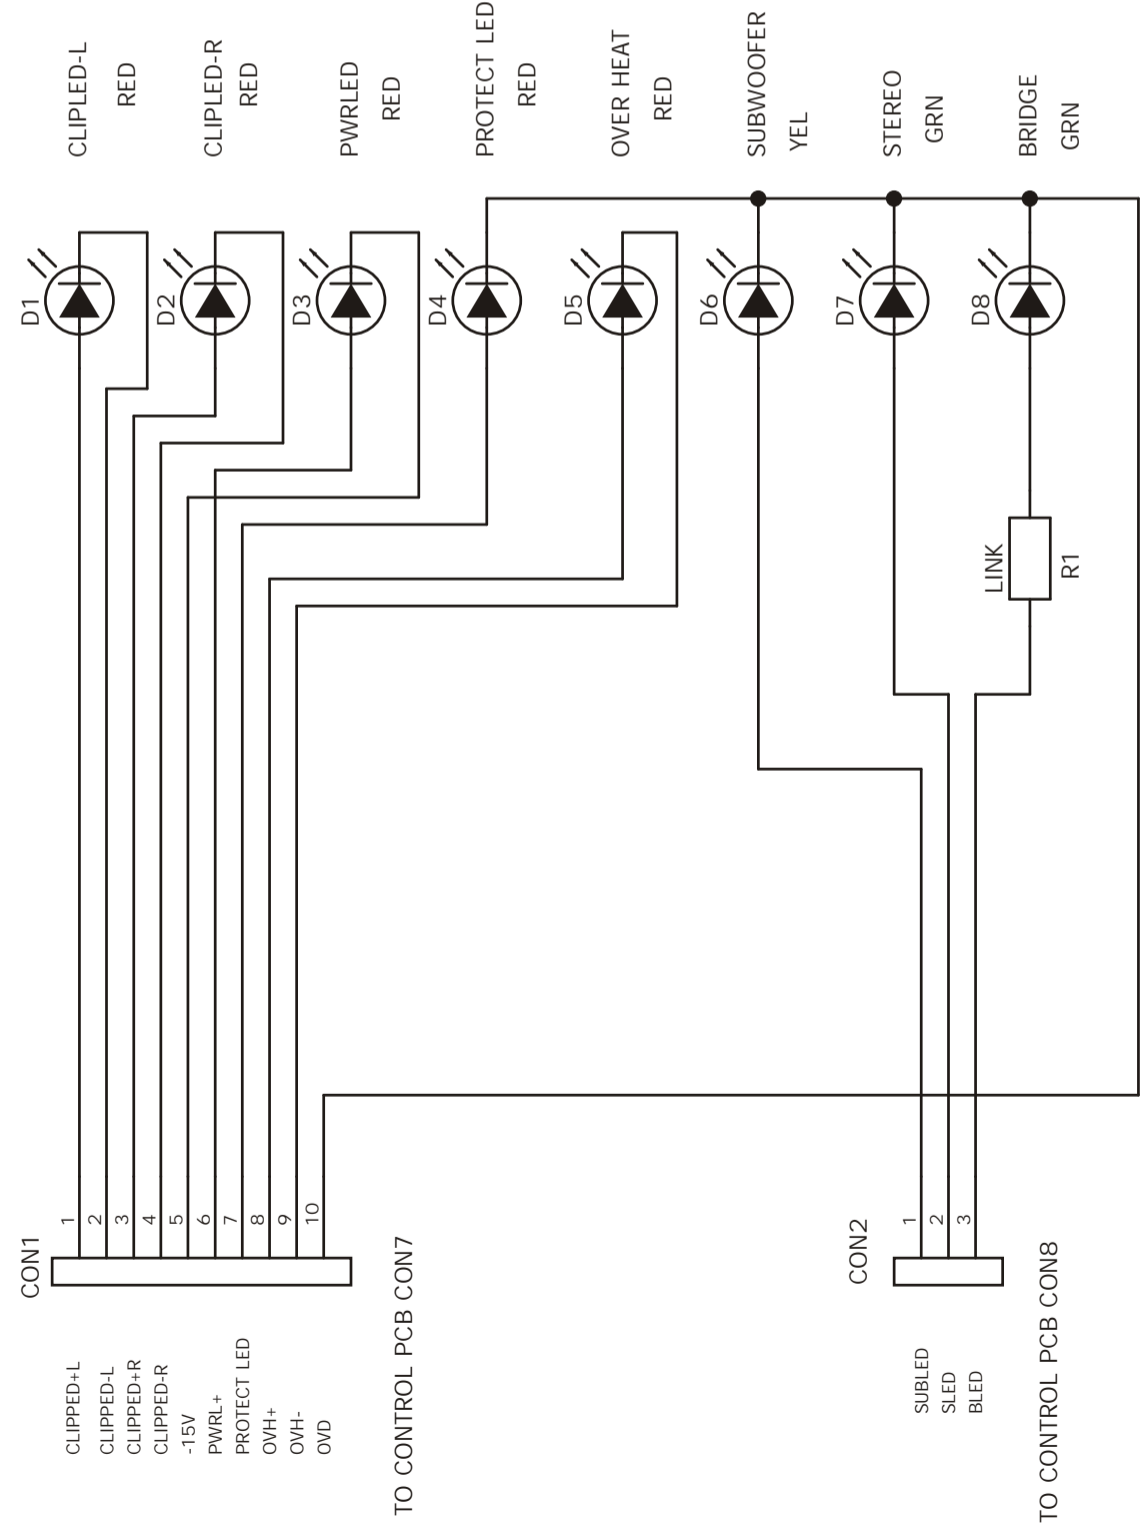 CLIPLED-L
RED
CLIPLED-R
RED
PWRLED
RED
PROTECT LED
RED
OVER HEAT
RED
SUBWOOFER
YEL
STEREO
GRN
BRIDGE
GRN
D1
D2
D3
D4
D5
D6
D7
D8
LINK
R1
CON1
1
2
3
4
5
6
7
8
9
10
CLIPPED+L
CLIPPED-L
CLIPPED+R
CLIPPED-R
-15V
PWRL+
PROTECT LED
OVH+
OVH-
OVD
TO CONTROL PCB CON7
CON2
1
2
3
SUBLED
SLED
BLED
TO CONTROL PCB CON8